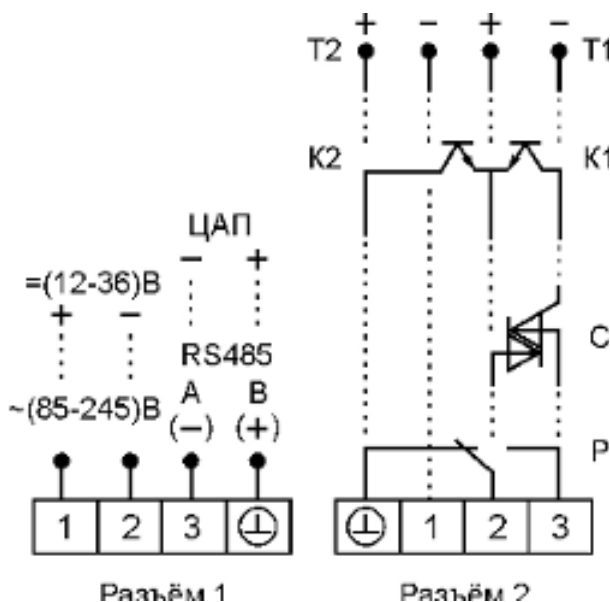 + − + −
T2 T1
K2 K1
ЦАП
− +
=(12-36)В
+ −
RS485
A B
~(85-245)В (−) (+)
С
Р
1 2 3
1 2 3
Разъём 1 Разъём 2